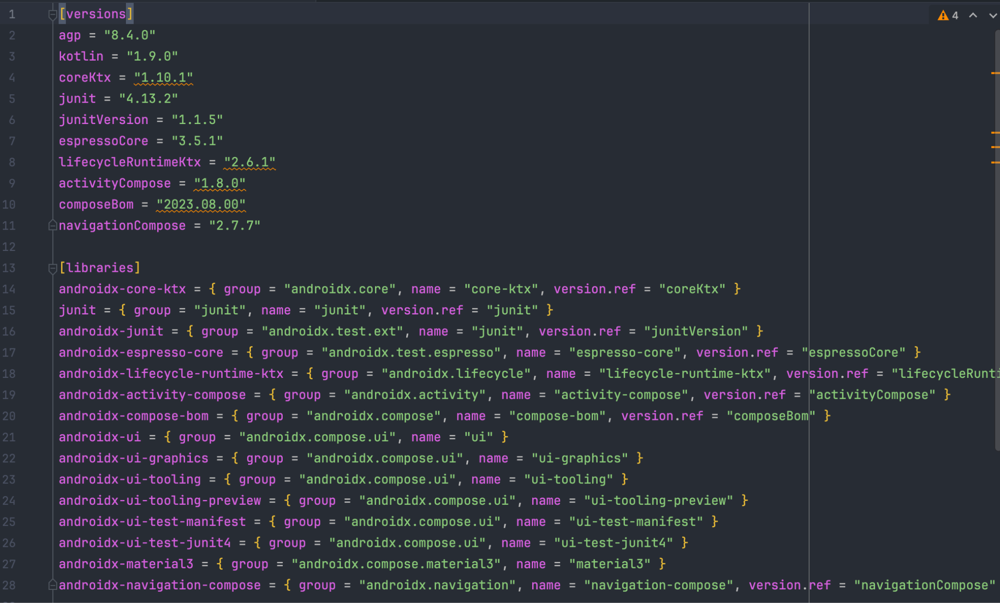 4
1 [versions]
2 agp = "8.4.0"
3 kotlin = "1.9.0"
4 coreKtx = "1.10.1"
5 junit = "4.13.2"
6 junitVersion = "1.1.5"
7 espressoCore = "3.5.1"
8 lifecycleRuntimeKtx = "2.6.1"
9 activityCompose = "1.8.0"
10 composeBom = "2023.08.00"
11 navigationCompose = "2.7.7"
12
13 [libraries]
14 androidx-core-ktx = { group = "androidx.core", name = "core-ktx", version.ref = "coreKtx" }
15 junit = { group = "junit", name = "junit", version.ref = "junit" }
16 androidx-junit = { group = "androidx.test.ext", name = "junit", version.ref = "junitVersion" }
17 androidx-espresso-core = { group = "androidx.test.espresso", name = "espresso-core", version.ref = "espressoCore" }
18 androidx-lifecycle-runtime-ktx = { group = "androidx.lifecycle", name = "lifecycle-runtime-ktx", version.ref = "lifecycleRunti
19 androidx-activity-compose = { group = "androidx.activity", name = "activity-compose", version.ref = "activityCompose" }
20 androidx-compose-bom = { group = "androidx.compose", name = "compose-bom", version.ref = "composeBom" }
21 androidx-ui = { group = "androidx.compose.ui", name = "ui" }
22 androidx-ui-graphics = { group = "androidx.compose.ui", name = "ui-graphics" }
23 androidx-ui-tooling = { group = "androidx.compose.ui", name = "ui-tooling" }
24 androidx-ui-tooling-preview = { group = "androidx.compose.ui", name = "ui-tooling-preview" }
25 androidx-ui-test-manifest = { group = "androidx.compose.ui", name = "ui-test-manifest" }
26 androidx-ui-test-junit4 = { group = "androidx.compose.ui", name = "ui-test-junit4" }
27 androidx-material3 = { group = "androidx.compose.material3", name = "material3" }
28 androidx-navigation-compose = { group = "androidx.navigation", name = "navigation-compose", version.ref = "navigationCompose"